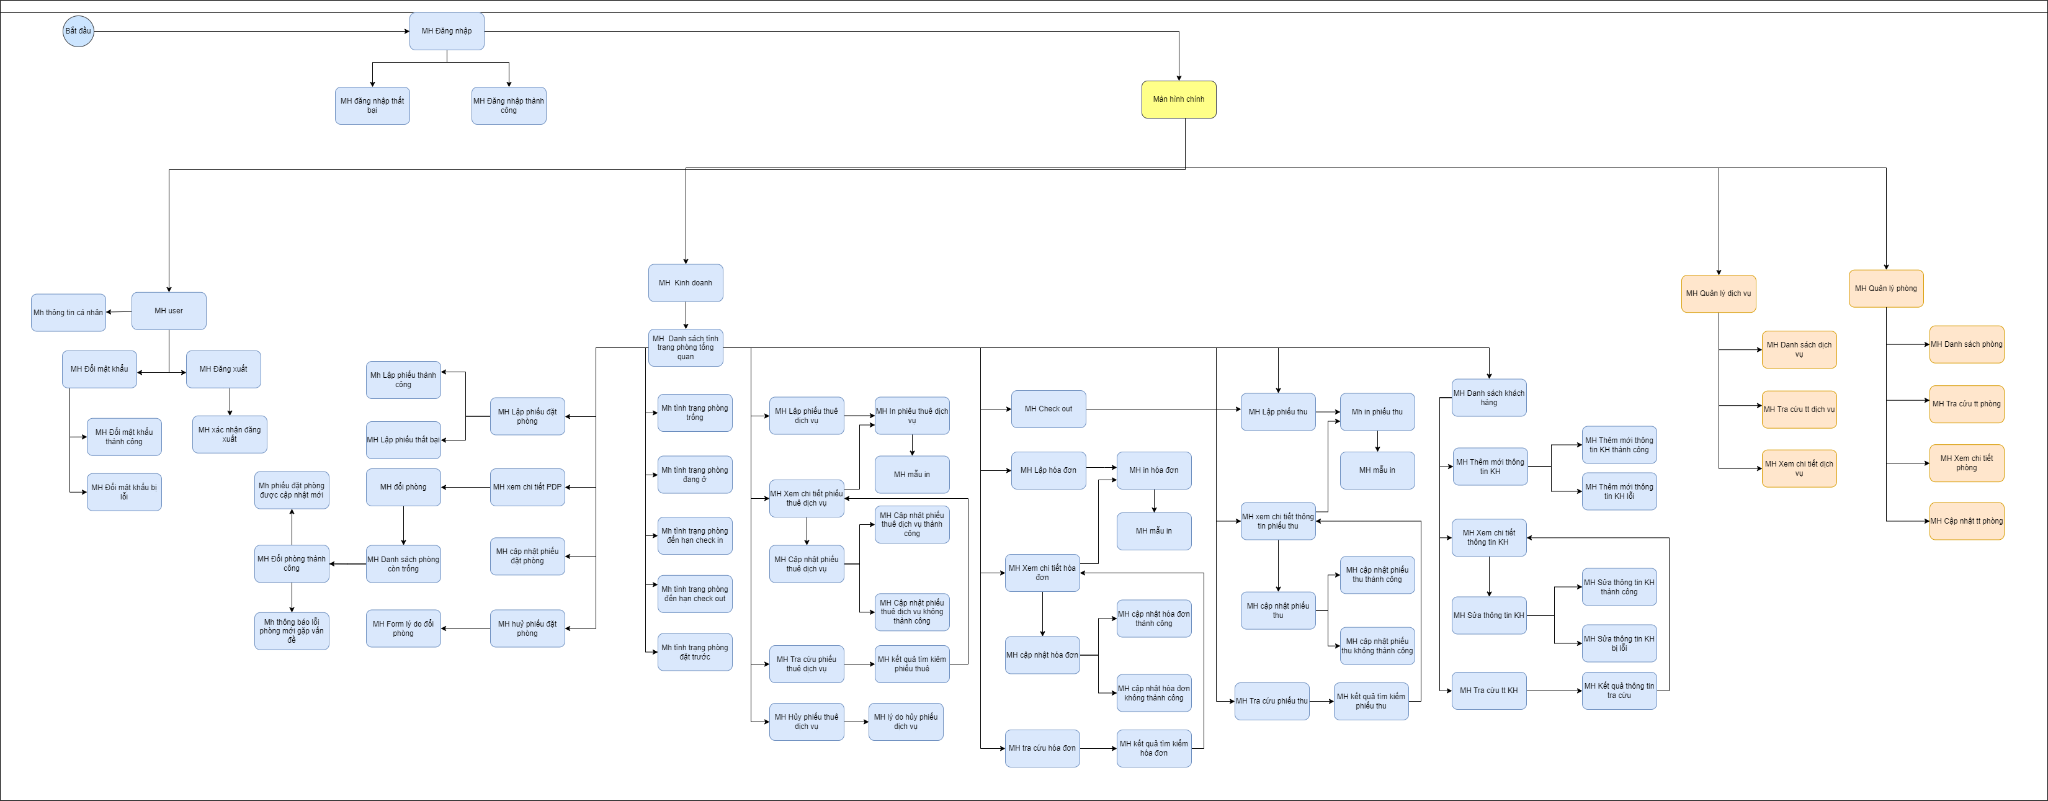 Bắt đầu
MH Đăng nhập
MH đăng nhập thất
bại
MH Đăng nhập thành
công
Màn hình chính
MH user
Mh thông tin cá nhân
MH Đổi mật khẩu
MH Đăng xuất
MH Đổi mật khẩu
thành công
MH Đổi mật khẩu bị
lỗi
MH xác nhận đăng
xuất
MH  Kinh doanh
MH  Danh sách tình
trạng phòng tổng
quan
Mh Lập phiếu thành
công
MH Lập phiếu đặt
phòng
MH Lập phiếu thất bại
Mh phiếu đặt phòng
được cập nhật mới
MH đổi phòng
MH xem chi tiết PDP
MH Đổi phòng thành
công
MH Danh sách phòng
còn trống
MH cập nhật phiếu
đặt phòng
Mh thông báo lỗi
phòng mới gặp vấn
đề
MH Form lý do đổi
phòng
MH huỷ phiếu đặt
phòng
Mh tình trạng phòng
trống
Mh tình trạng phòng
đang ở
Mh tình trạng phòng
đến hạn check in
Mh tình trạng phòng
đến hạn check out
Mh tình trạng phòng
đặt trước
MH Lập phiếu thuê
dịch vụ
MH In phiêu thuê dịch
vụ
MH mẫu in
MH Xem chi tiết phiếu
thuê dịch vụ
MH Cập nhật phiếu
thuê dịch vụ thành
công
MH Cập nhật phiếu
thuê dịch vụ
MH Cập nhật phiếu
thuê dịch vụ không
thành công
MH Tra cứu phiếu
thuê dịch vụ
MH kết quả tìm kiêm
phiếu thuê
MH Hủy phiếu thuê
dịch vụ
MH lý do hủy phiếu
dịch vụ
MH Check out
MH Lập hóa đơn
MH in hóa đơn
MH mẫu in
MH Xem chi tiết hóa
đơn
MH cập nhật hóa đơn
MH cập nhật hóa đơn
thành công
MH cập nhật hóa đơn
không thành công
MH tra cứu hóa đơn
MH kết quả tìm kiếm
hóa đơn
MH Lập phiếu thu
Mh in phiếu thu
MH mẫu in
MH xem chi tiết thông
tin phiếu thu
MH cập nhật phiếu
thu
MH cập nhật phiếu
thu thành công
MH cập nhật phiếu
thu không thành công
MH Tra cứu phiếu thu
MH kết quả tìm kiếm
phiếu thu
MH Danh sách khách
hàng
MH Thêm mới thông
tin KH
MH Thêm mới thông
tin KH thành công
MH Thêm mới thông
tin KH lỗi
MH Xem chi tiết
thông tin KH
MH Sửa thông tin KH
MH Sửa thông tin KH
thành công
MH Sửa thông tin KH
bị lỗi
MH Tra cứu tt KH
MH Kết quả thông tin
tra cứu
MH Quản lý dịch vụ
MH Danh sách dịch
vụ
MH Tra cứu tt dịch vụ
MH Xem chi tiết dịch
vụ
MH Quản lý phòng
MH Danh sách phòng
MH Tra cứu tt phòng
MH Xem chi tiết
phòng
MH Cập nhật tt phòng